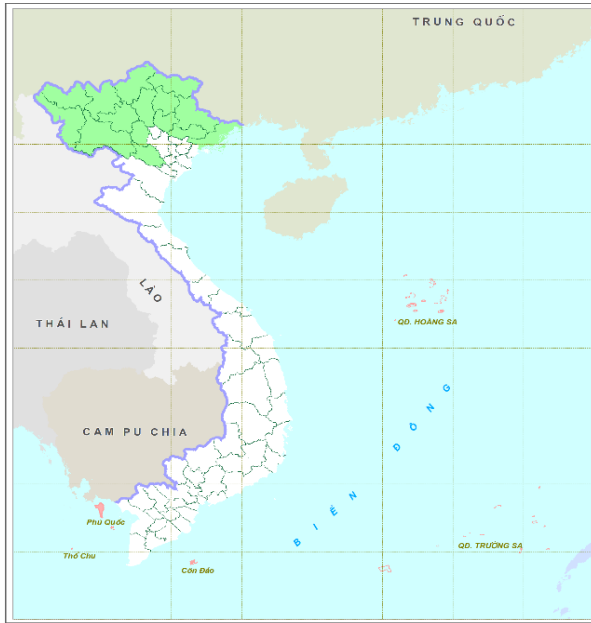 TRUNG QUỐC
LÀO
THÁI LAN
QĐ. HOÀNG SA
CAM PU CHIA
BIỂN ĐÔNG
Phú Quốc
Thổ Chu
Côn Đảo
QĐ. TRƯỜNG SA